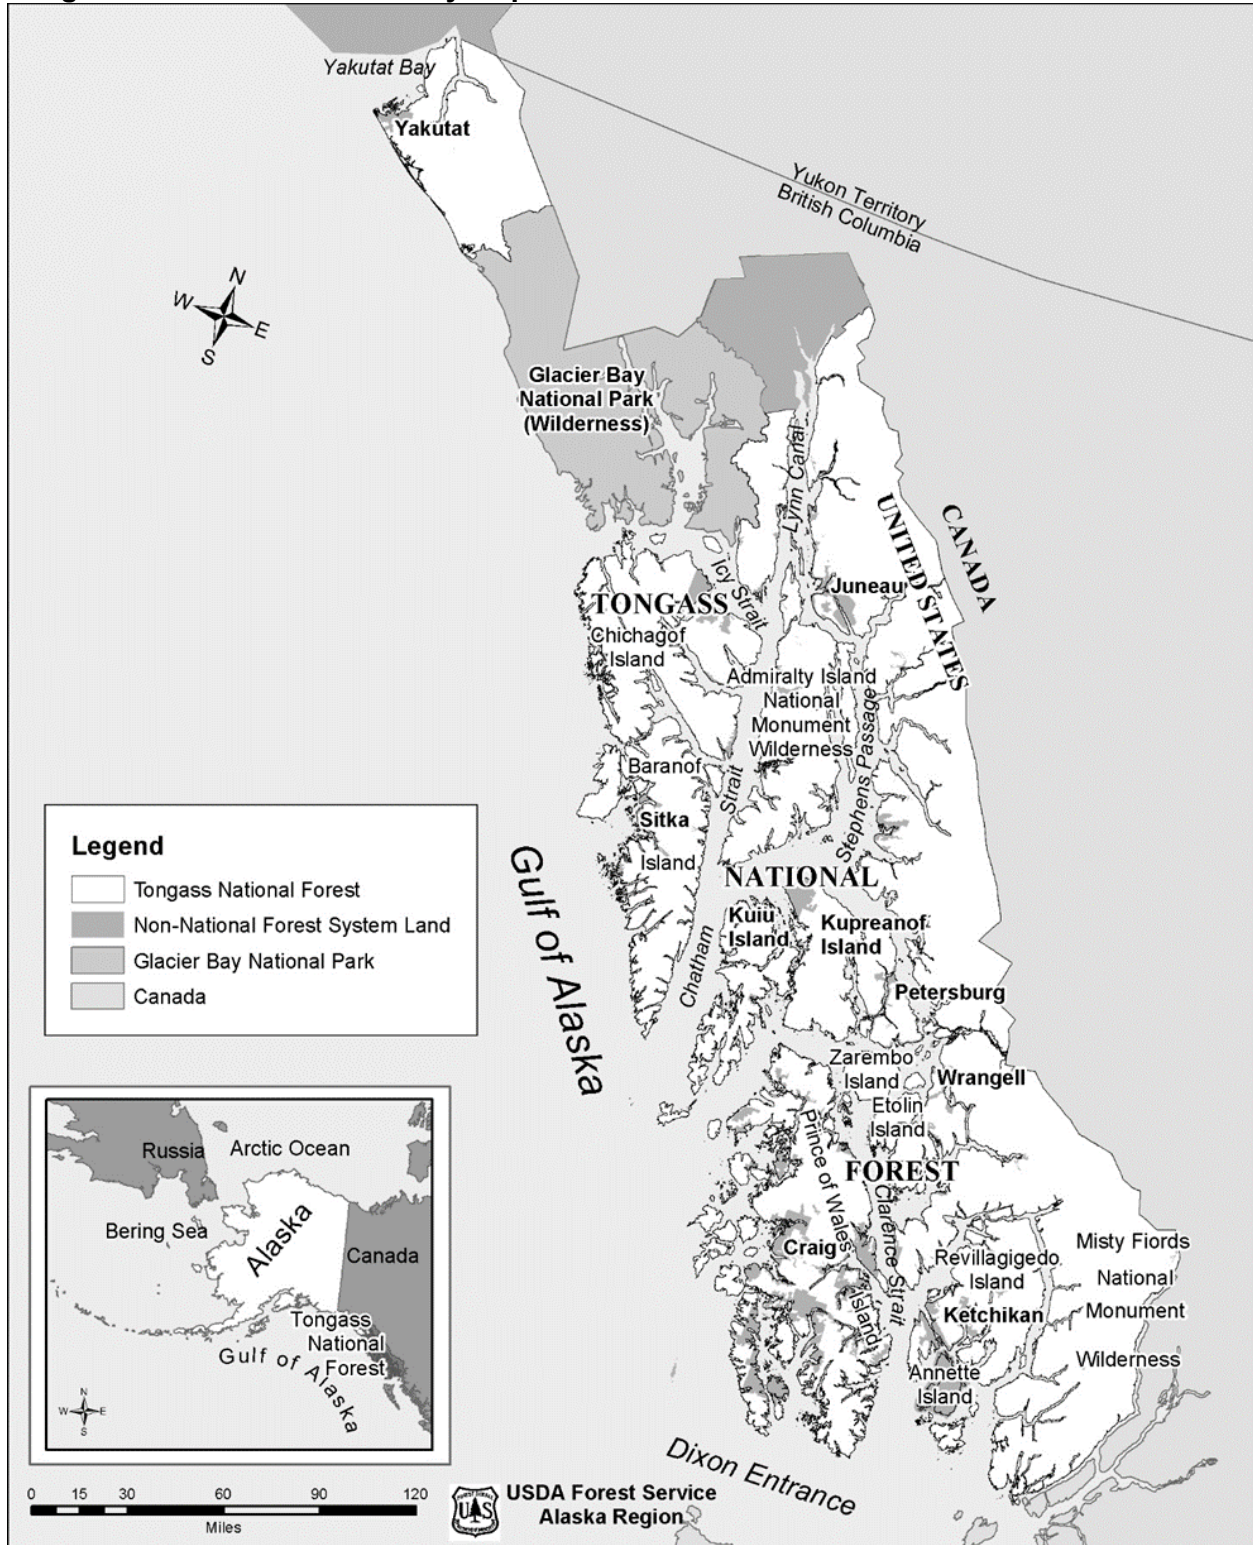 Yakutat Bay
Yakutat
Yukon Territory
British Columbia
N
W
E
S
Glacier Bay
National Park
(Wilderness)
Lynn Canal
UNITED STATES
CANADA
Icy Strait
Juneau
TONGASS
Chichagof
Island
Admiralty Island
National
Monument
Wilderness
Stephens Passage
Baranof
Sitka
Island
Chatham
Strait
NATIONAL
Kuiu
Island
Kupreanof
Island
Petersburg
Gulf of Alaska
Zarembo
Island
Wrangell
Etolin
Island
Prince of Wales
Island
FOREST
Clarence Strait
Craig
Revillagigedo
Island
Ketchikan
Misty Fiords
National
Monument
Wilderness
Annette
Island
Dixon Entrance
Legend
Tongass National Forest
Non-National Forest System Land
Glacier Bay National Park
Canada
Russia
Arctic Ocean
Bering Sea
Alaska
Canada
Tongass
National
Forest
Gulf of Alaska
N
W
E
S
0 15 30 60 90 120
Miles
FOREST SERVICE
U S
DEPARTMENT OF AGRICULTURE
USDA Forest Service
Alaska Region